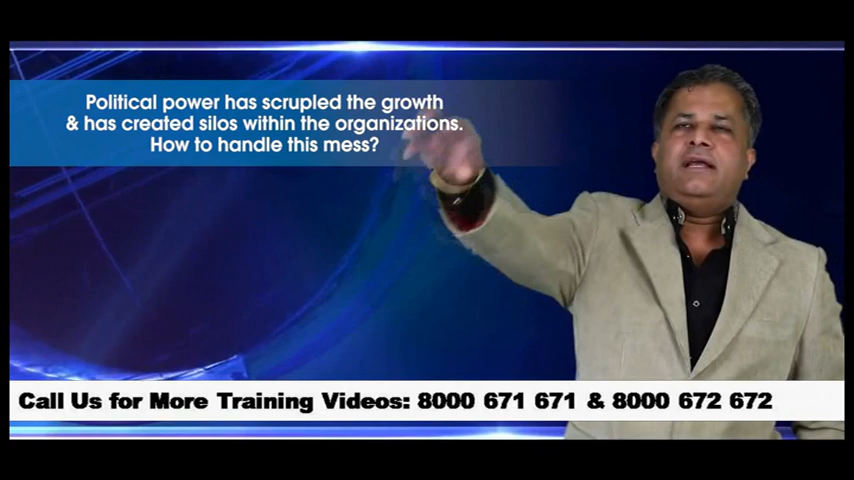 Political power has scrupled the growth
& has created silos within the organizations.
How to handle this mess?
Call Us for More Training Videos: 8000 671 671 & 8000 672 672